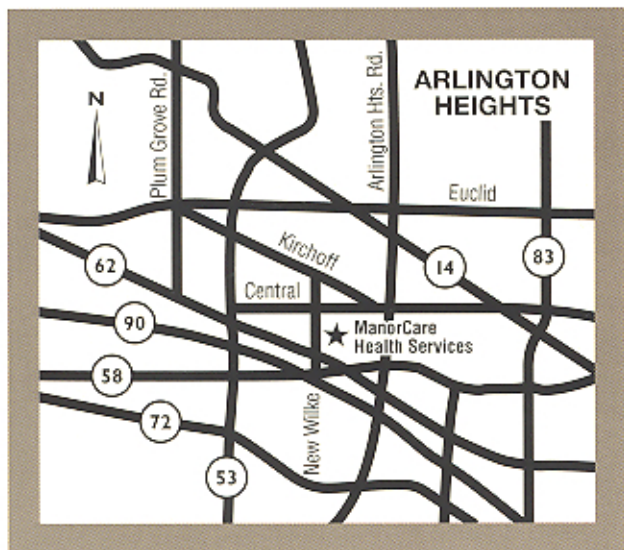 N
Plum Grove Rd.
Arlington Hts. Rd.
ARLINGTON
HEIGHTS
Euclid
Kirchoff
62
14
83
Central
90
ManorCare
Health Services
58
72
New Wilke
53